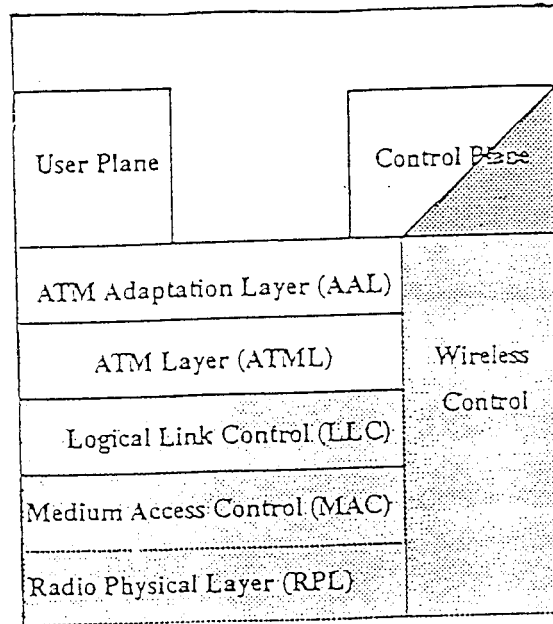 User Plane
Control Plane
ATM Adaptation Layer (AAL)
ATM Layer (ATML)
Wireless
Control
Logical Link Control (LLC)
Medium Access Control (MAC)
Radio Physical Layer (RPL)